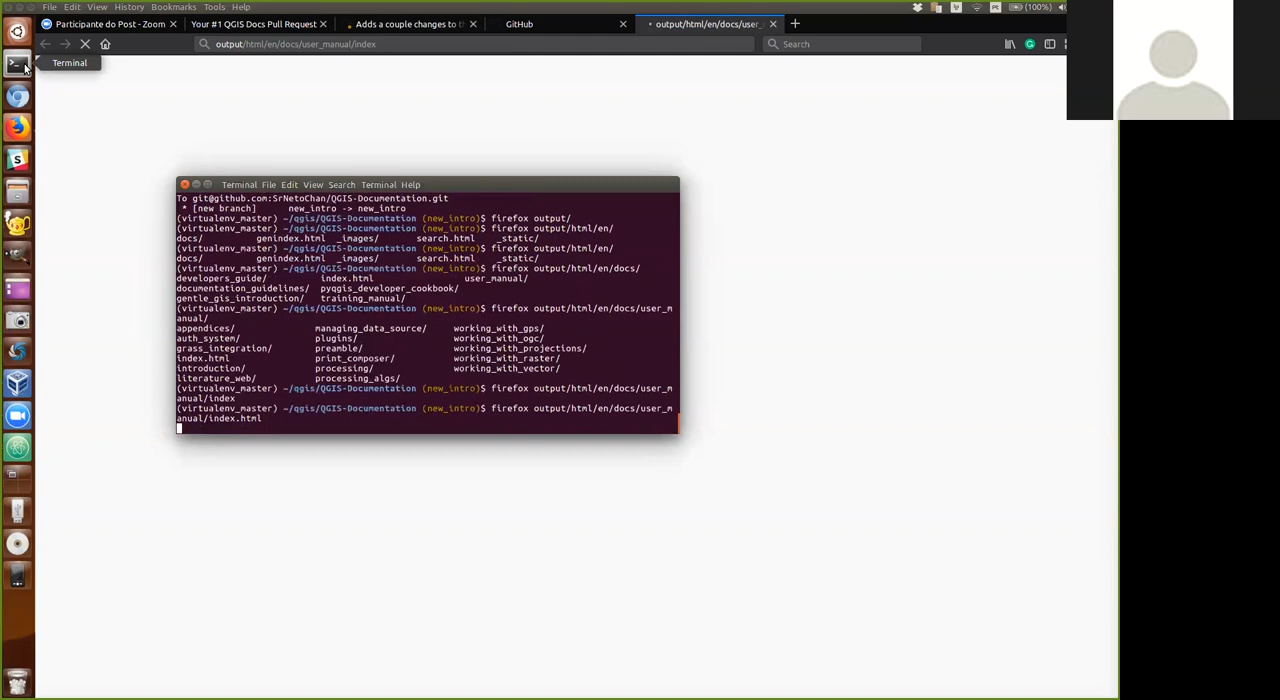 File Edit View History Bookmarks Tools Help
(100%)
Participante do Post - Zoom
Your #1 QGIS Docs Pull Request
Adds a couple changes to th
GitHub
output/html/en/docs/user_
output/html/en/docs/user_manual/index
Search
Terminal
Terminal File Edit View Search Terminal Help
To git@github.com:SrNetoChan/QGIS-Documentation.git
* [new branch] new_intro -> new_intro
(virtualenv_master) ~/qgis/QGIS-Documentation (new_intro)$ firefox output/
(virtualenv_master) ~/qgis/QGIS-Documentation (new_intro)$ firefox output/html/en/
docs/ genindex.html _images/ search.html _static/
(virtualenv_master) ~/qgis/QGIS-Documentation (new_intro)$ firefox output/html/en/
docs/ genindex.html _images/ search.html _static/
(virtualenv_master) ~/qgis/QGIS-Documentation (new_intro)$ firefox output/html/en/docs/
developers_guide/ index.html user_manual/
documentation_guidelines/ pyqgis_developer_cookbook/
gentle_gis_introduction/ training_manual/
(virtualenv_master) ~/qgis/QGIS-Documentation (new_intro)$ firefox output/html/en/docs/user_m
anual/
appendices/ managing_data_source/ working_with_gps/
auth_system/ plugins/ working_with_ogc/
grass_integration/ preamble/ working_with_projections/
index.html print_composer/ working_with_raster/
introduction/ processing/ working_with_vector/
literature_web/ processing_algs/
(virtualenv_master) ~/qgis/QGIS-Documentation (new_intro)$ firefox output/html/en/docs/user_m
anual/index
(virtualenv_master) ~/qgis/QGIS-Documentation (new_intro)$ firefox output/html/en/docs/user_m
anual/index.html